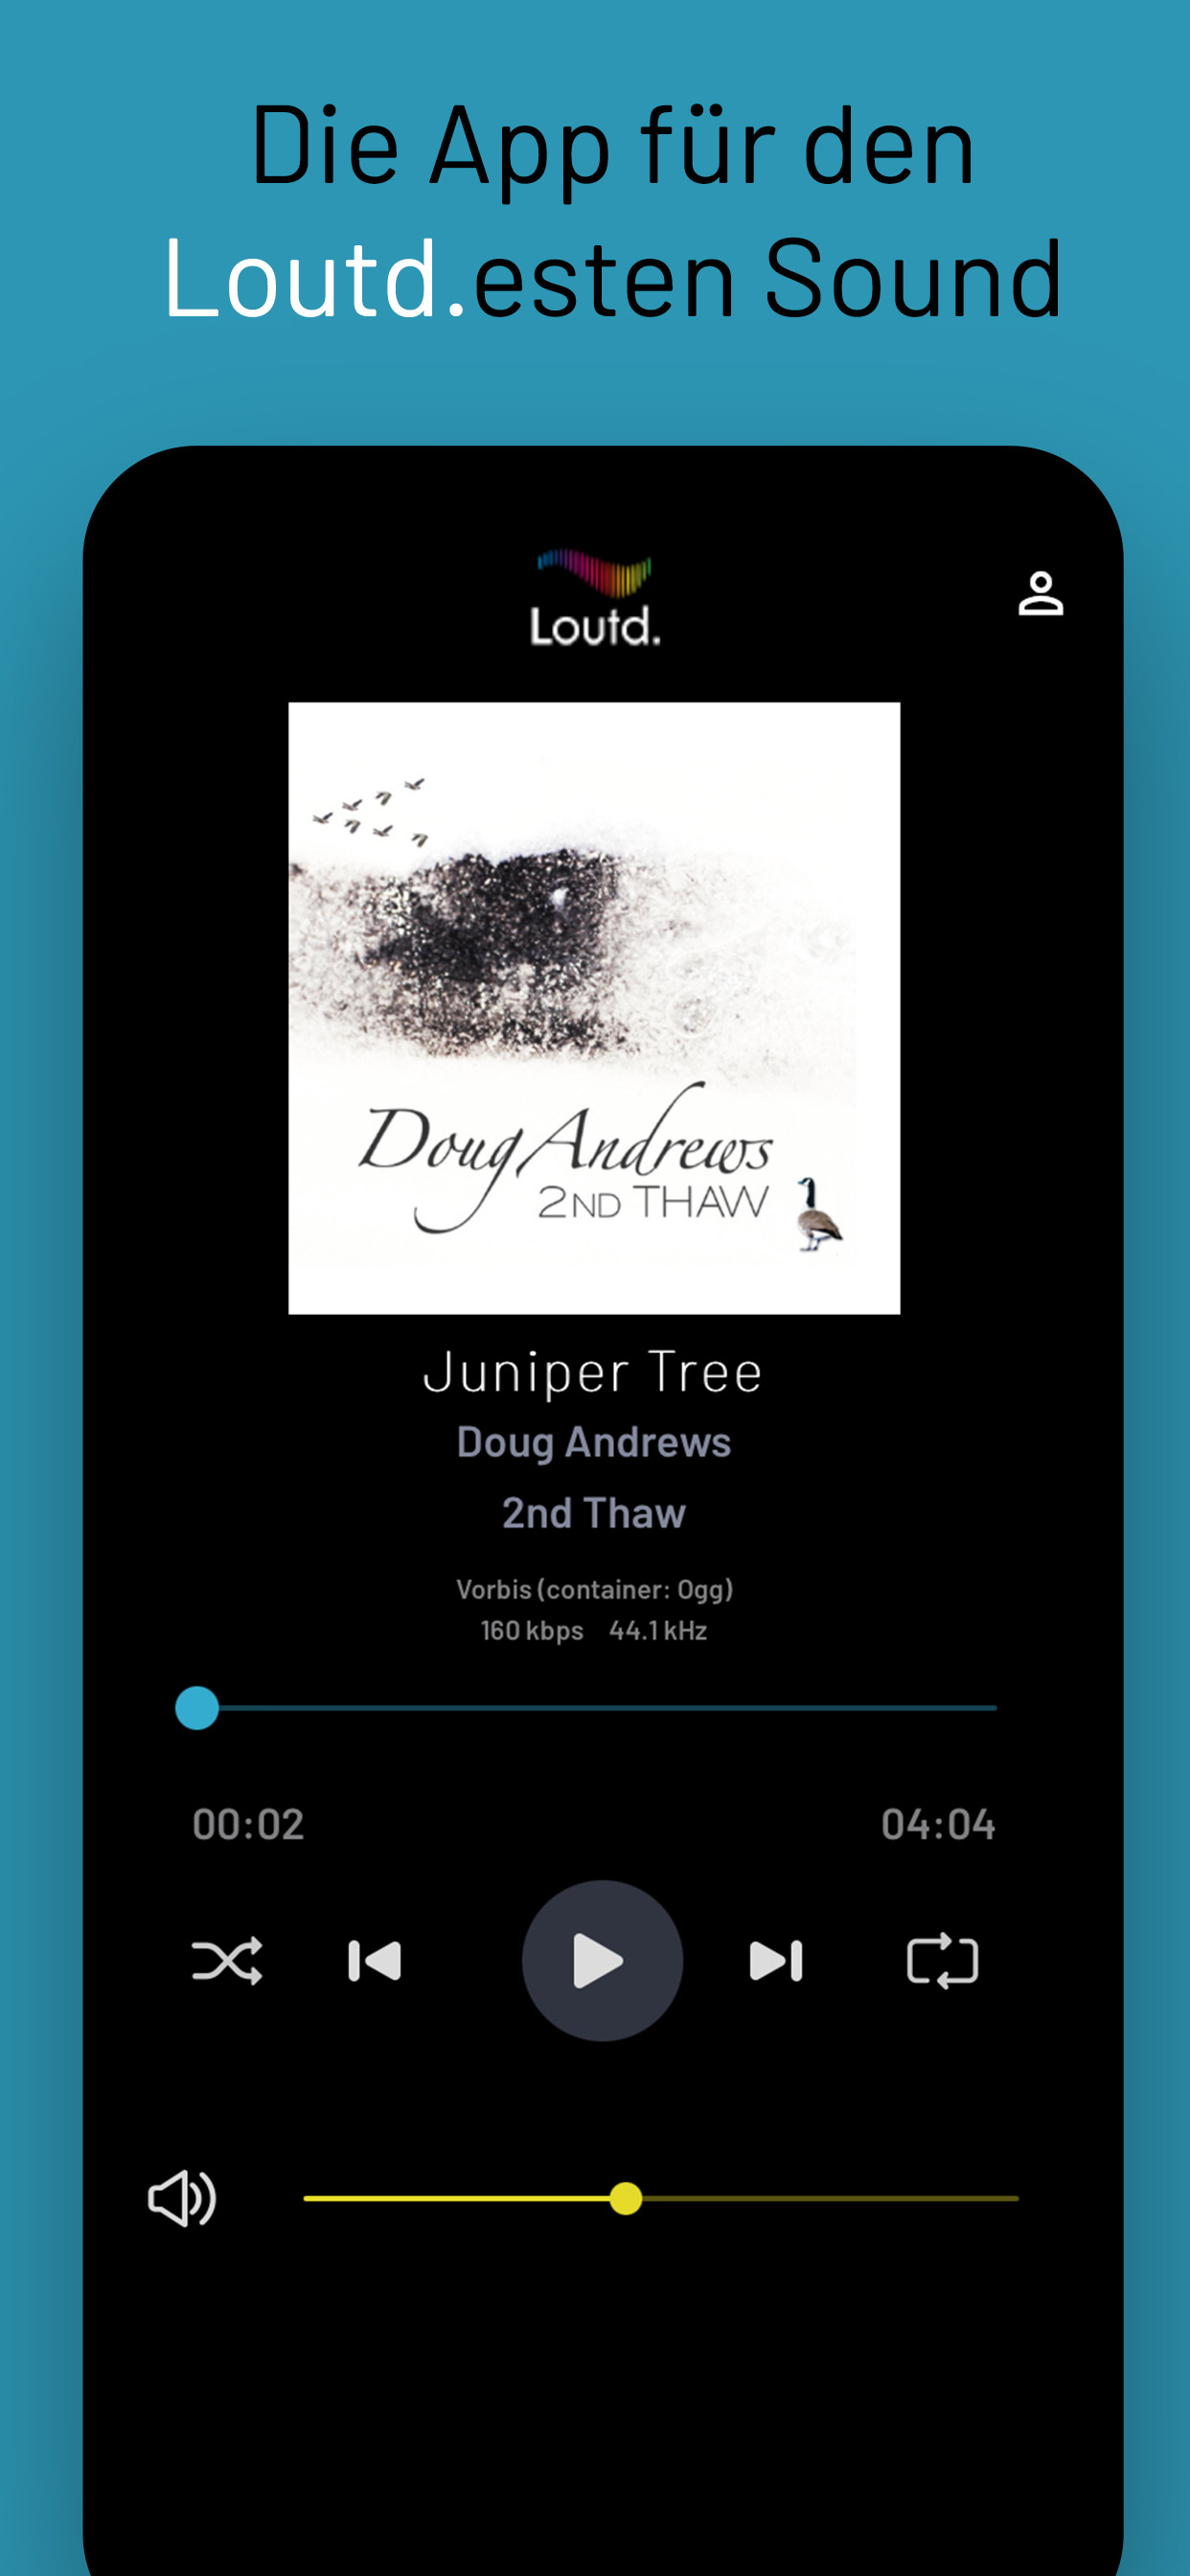 Die App für den
Loutd.esten Sound
Loutd.
Doug Andrews
2ND THAW
Juniper Tree
Doug Andrews
2nd Thaw
Vorbis (container: Ogg)
160 kbps 44.1 kHz
00:02 04:04